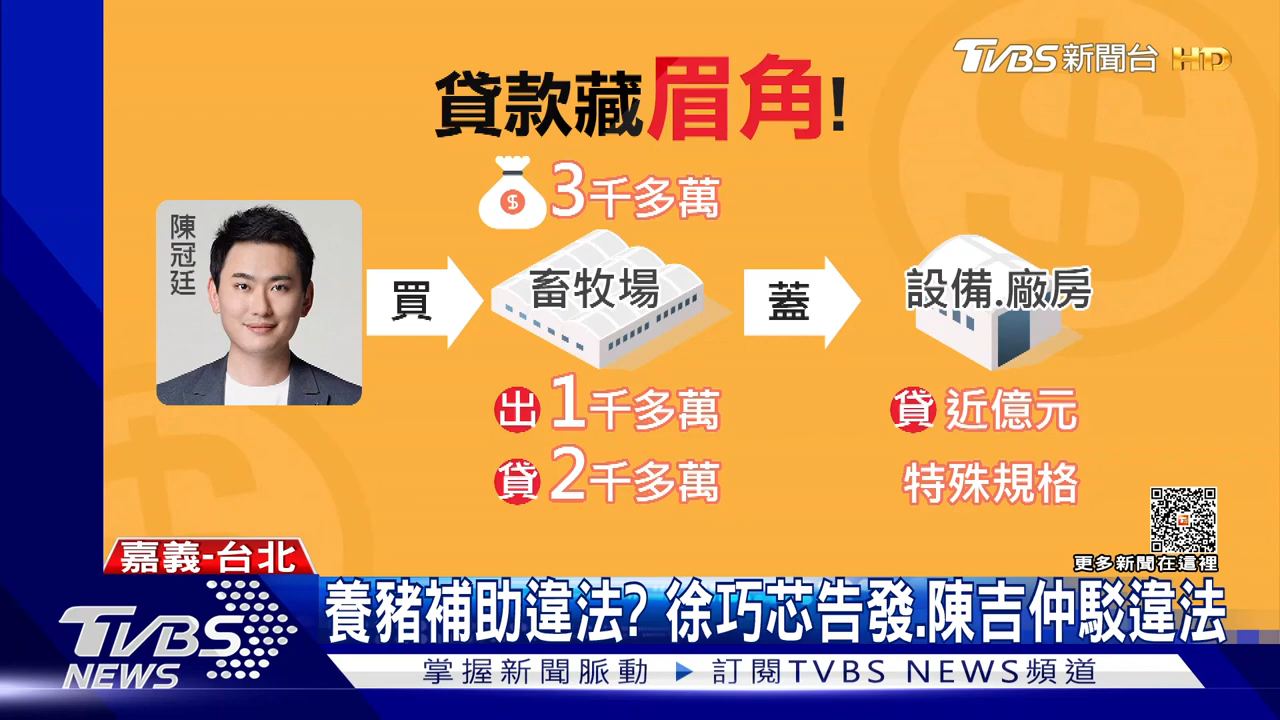 TVBS新聞台 HD
貸款藏眉角!
$3千多萬
陳冠廷
買
畜牧場
蓋
設備.廠房
出1千多萬
貸2千多萬
貸近億元
特殊規格
更多新聞在這裡
嘉義-台北
養豬補助違法? 徐巧芯告發.陳吉仲駁違法
TVBS NEWS
掌握新聞脈動 訂閱TVBS NEWS頻道